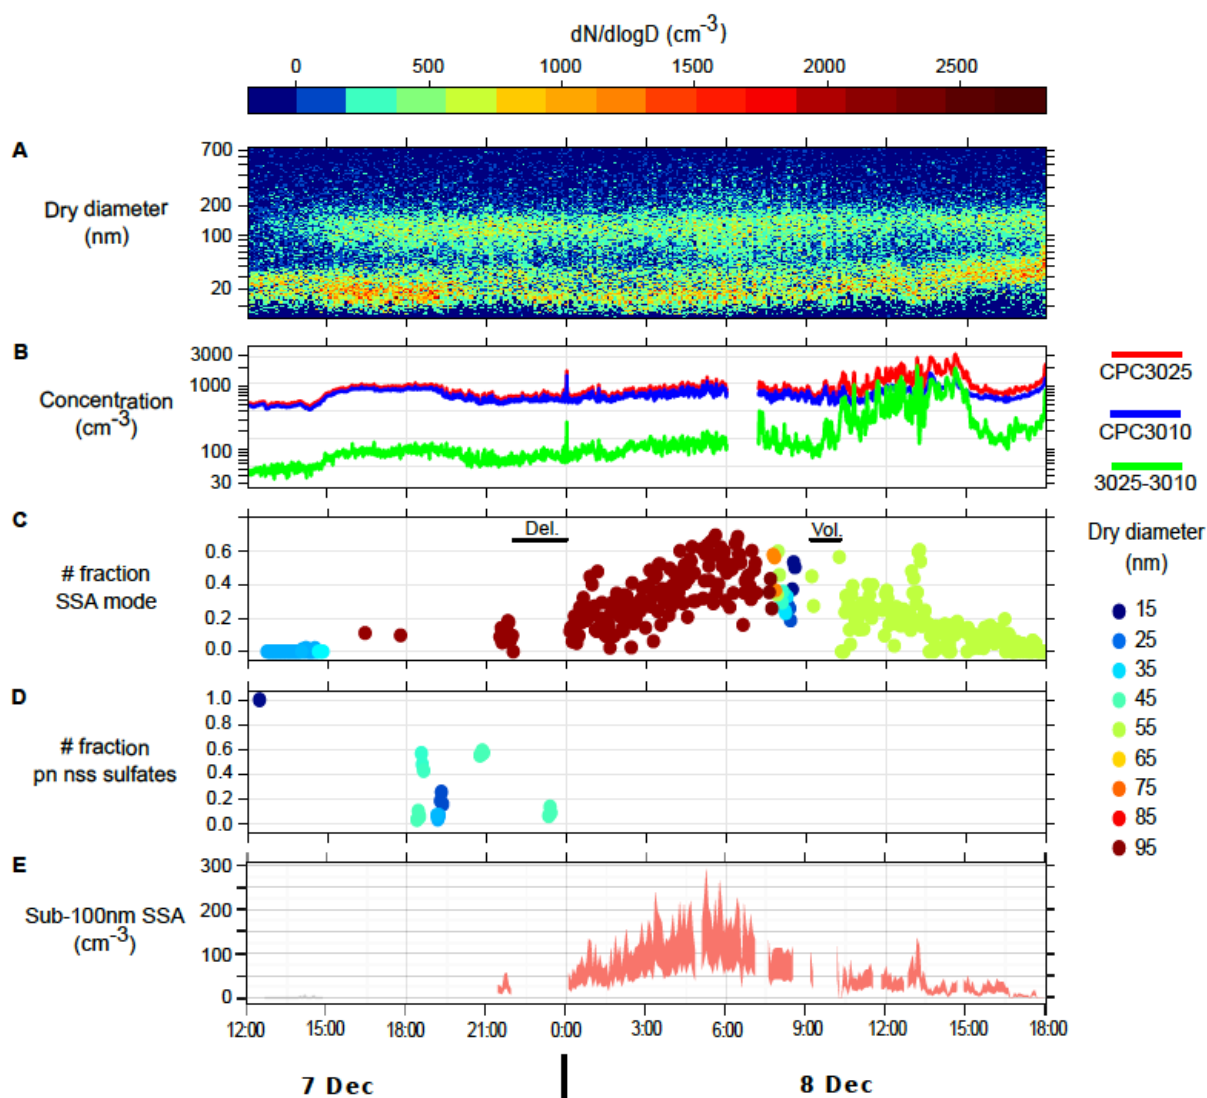 dN/dlogD (cm-3)
0 500 1000 1500 2000 2500
A
Dry diameter
(nm)
700
200
100
20
B
Concentration
(cm-3)
3000
1000
100
30
CPC3025
CPC3010
3025-3010
C
# fraction
SSA mode
0.6
0.4
0.2
0.0
Del.
Vol.
Dry diameter
(nm)
15
25
35
45
55
65
75
85
95
D
# fraction
pn nss sulfates
1.0
0.8
0.6
0.4
0.2
0.0
E
Sub-100nm SSA
(cm-3)
300
200
100
0
12:00 15:00 18:00 21:00 0:00 3:00 6:00 9:00 12:00 15:00 18:00
7 Dec 8 Dec